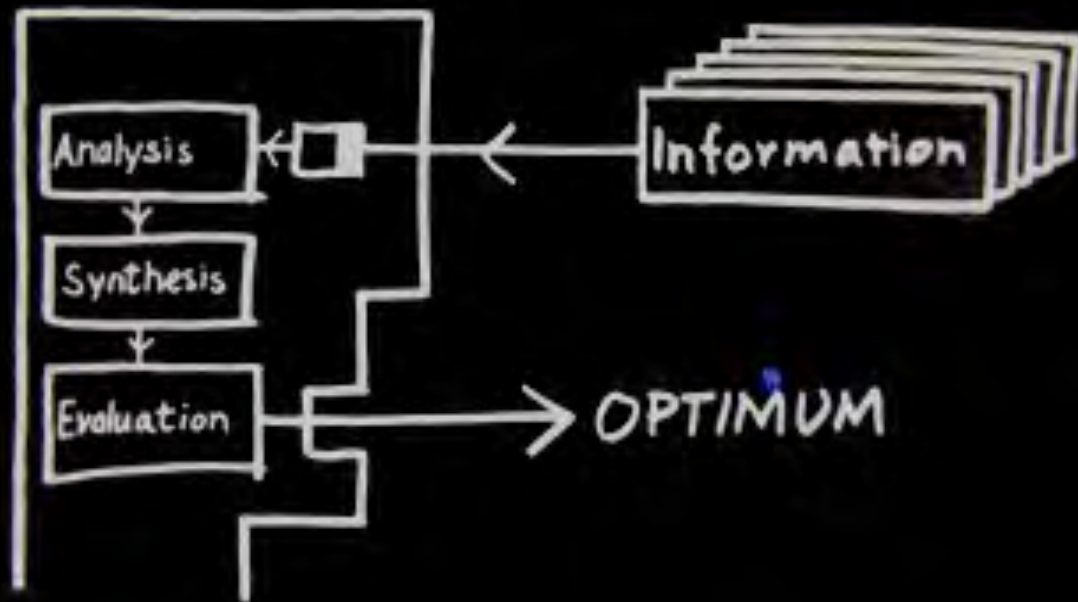 Information
Analysis
Synthesis
Evaluation
OPTIMUM